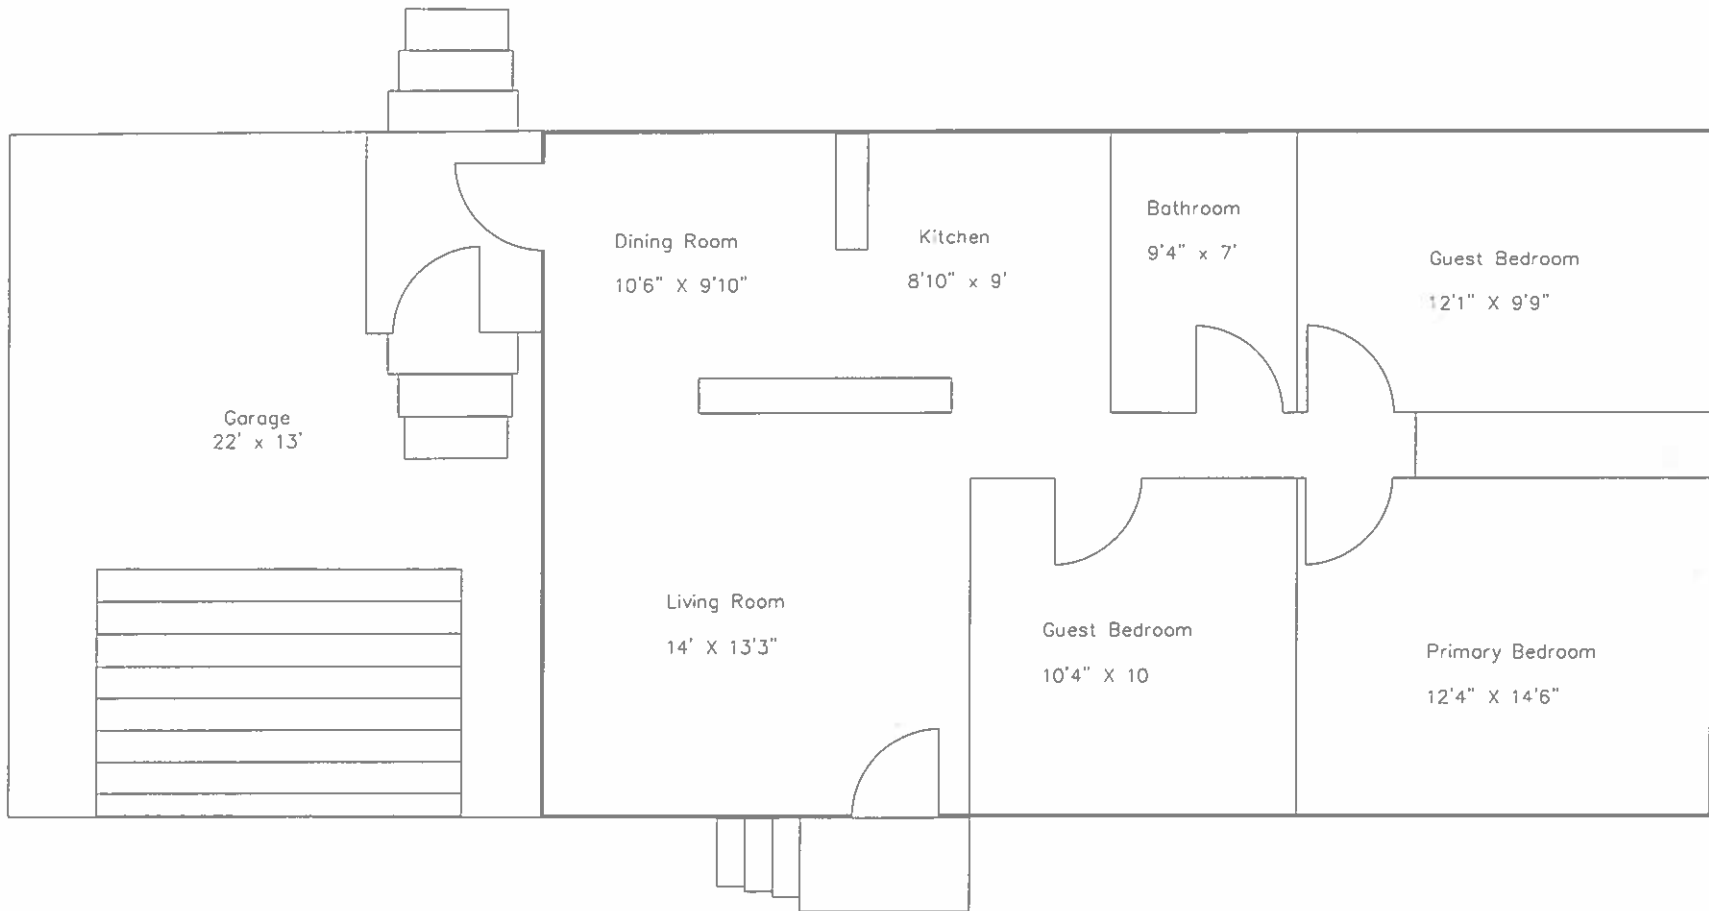 Dining Room
10'6" X 9'10"
Kitchen
8'10" x 9'
Bathroom
9'4" x 7'
Guest Bedroom
12'1" X 9'9"
Garage
22' x 13'
Living Room
14' X 13'3"
Guest Bedroom
10'4" X 10
Primary Bedroom
12'4" X 14'6"